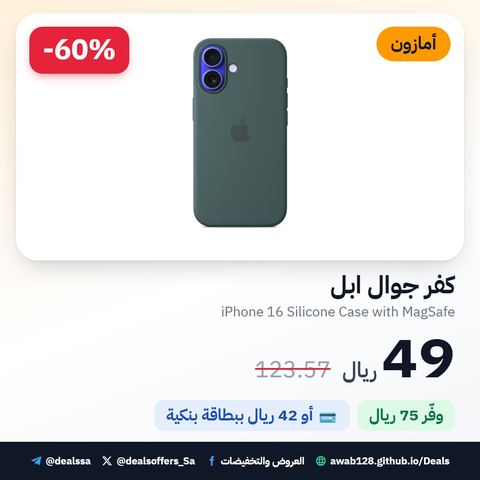 -60%
أمازون
كفر جوال ابل
iPhone 16 Silicone Case with MagSafe
49 ريال 123.57
وفّر 75 ريال
💳 أو 42 ريال ببطاقة بنكية
@dealssa @dealsoffers_Sa العروض والتخفيضات awab128.github.io/Deals